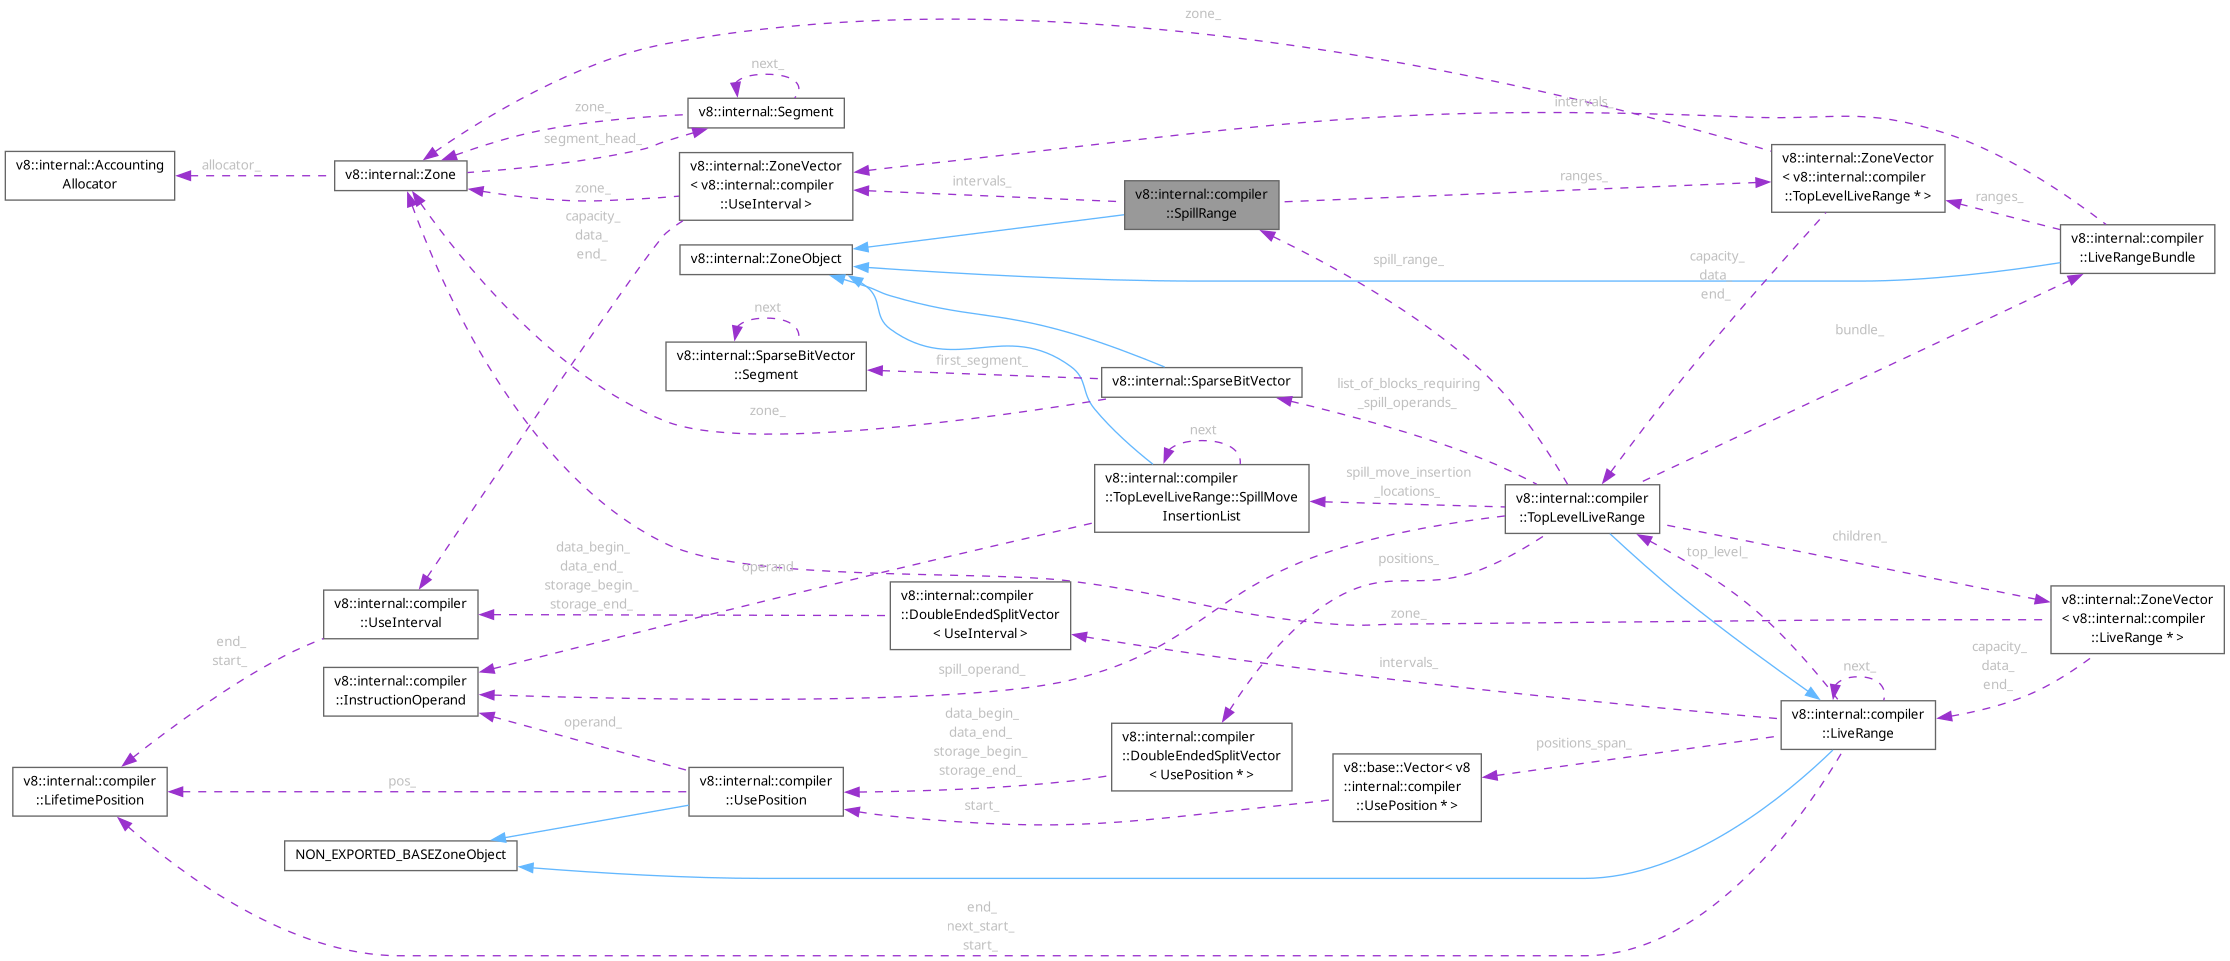 zone_
next_
v8::internal::Segment
zone_
segment_head_
intervals_
v8::internal::Accounting
Allocator
allocator_
v8::internal::Zone
zone_
capacity_
data_
end_
v8::internal::ZoneVector
< v8::internal::compiler
::UseInterval >
intervals_
v8::internal::compiler
::SpillRange
ranges_
v8::internal::ZoneVector
< v8::internal::compiler
::TopLevelLiveRange * >
ranges_
v8::internal::compiler
::LiveRangeBundle
v8::internal::ZoneObject
spill_range_
capacity_
data_
end_
next
v8::internal::SparseBitVector
::Segment
first_segment_
v8::internal::SparseBitVector
zone_
list_of_blocks_requiring
_spill_operands_
bundle_
next
v8::internal::compiler
::TopLevelLiveRange::SpillMove
InsertionList
spill_move_insertion
_locations_
v8::internal::compiler
::TopLevelLiveRange
top_level_
children_
positions_
operand
data_begin_
data_end_
storage_begin_
storage_end_
v8::internal::compiler
::UseInterval
v8::internal::compiler
::DoubleEndedSplitVector
< UseInterval >
zone_
v8::internal::ZoneVector
< v8::internal::compiler
::LiveRange * >
end_
start_
v8::internal::compiler
::InstructionOperand
spill_operand_
intervals_
next_
capacity_
data_
end_
v8::internal::compiler
::LiveRange
operand_
data_begin_
data_end_
storage_begin_
storage_end_
v8::internal::compiler
::DoubleEndedSplitVector
< UsePosition * >
positions_span_
v8::base::Vector< v8
::internal::compiler
::UsePosition * >
v8::internal::compiler
::LifetimePosition
pos_
v8::internal::compiler
::UsePosition
start_
NON_EXPORTED_BASEZoneObject
end_
next_start_
start_